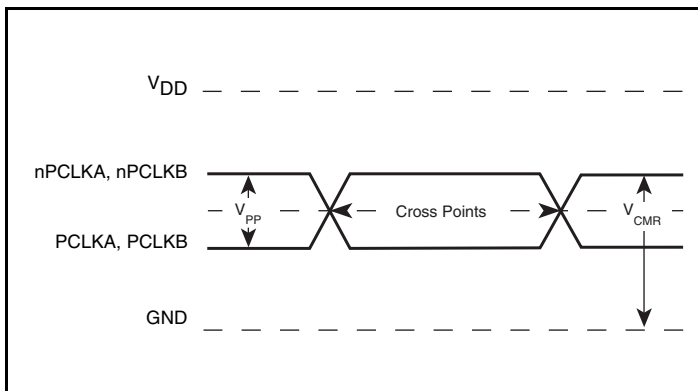 VDD
nPCLKA, nPCLKB
VPP
Cross Points
VCMR
PCLKA, PCLKB
GND